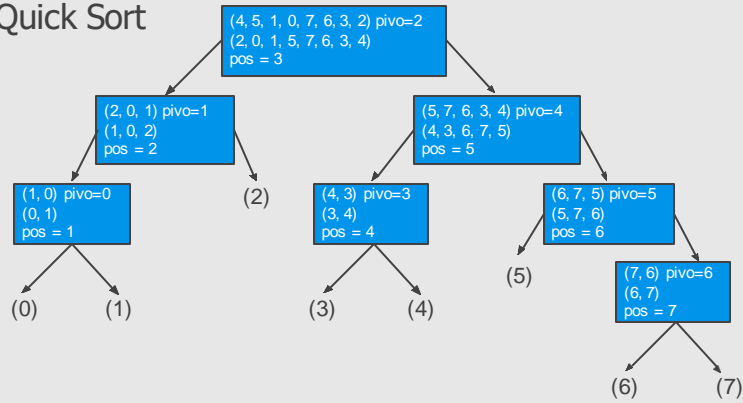 Quick Sort
(4, 5, 1, 0, 7, 6, 3, 2) pivo=2
(2, 0, 1, 5, 7, 6, 3, 4)
pos = 3
(2, 0, 1) pivo=1
(1, 0, 2)
pos = 2
(5, 7, 6, 3, 4) pivo=4
(4, 3, 6, 7, 5)
pos = 5
(1, 0) pivo=0
(0, 1)
pos = 1
(2)
(4, 3) pivo=3
(3, 4)
pos = 4
(6, 7, 5) pivo=5
(5, 7, 6)
pos = 6
(5)
(7, 6) pivo=6
(6, 7)
pos = 7
(0)
(1)
(3)
(4)
(6)
(7)